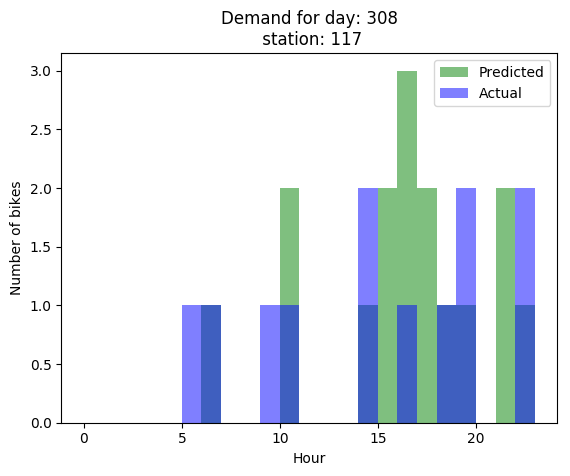 Demand for day: 308
station: 117
Predicted
Actual
Number of bikes
3.0
2.5
2.0
1.5
1.0
0.5
0.0
0
5
10
15
20
Hour